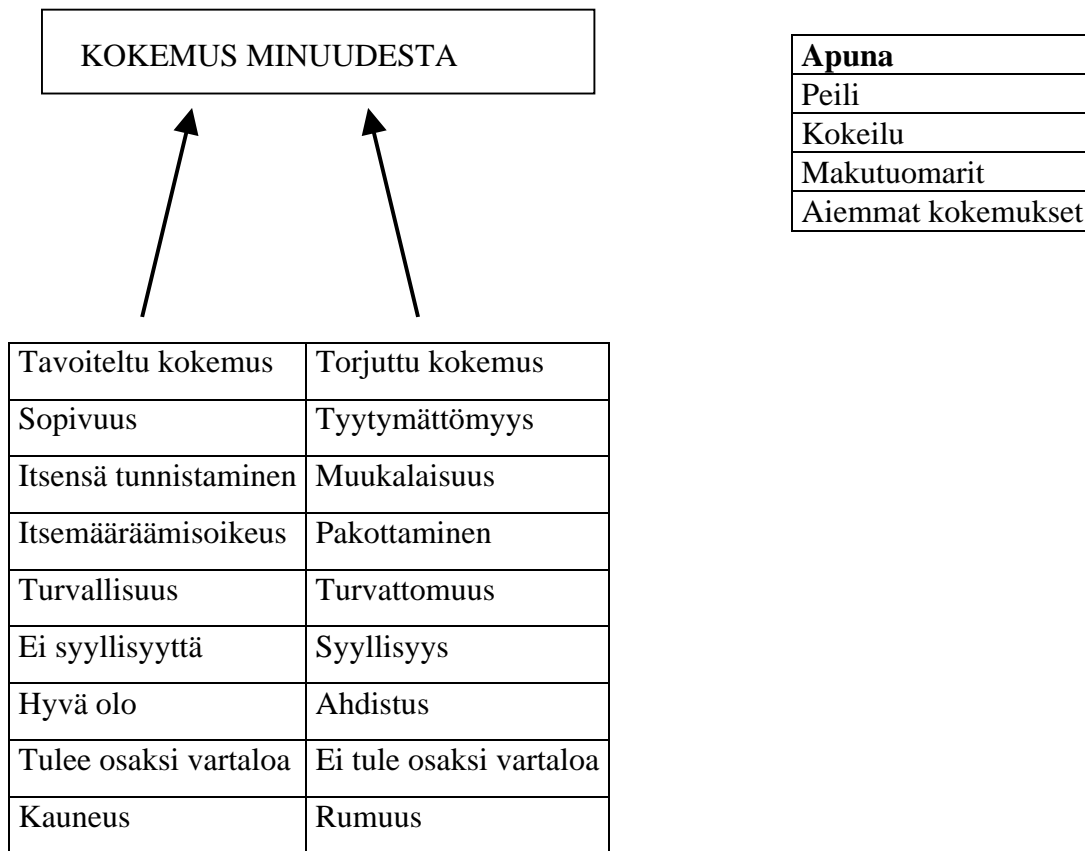 KOKEMUS MINUUDESTA
Apuna
Peili
Kokeilu
Makutuomarit
Aiemmat kokemukset
Tavoiteltu kokemus Torjuttu kokemus
Sopivuus Tyytymättömyys
Itsensä tunnistaminen Muukalaisuus
Itsemääräämisoikeus Pakottaminen
Turvallisuus Turvattomuus
Ei syyllisyyttä Syyllisyys
Hyvä olo Ahdistus
Tulee osaksi vartaloa Ei tule osaksi vartaloa
Kauneus Rumuus